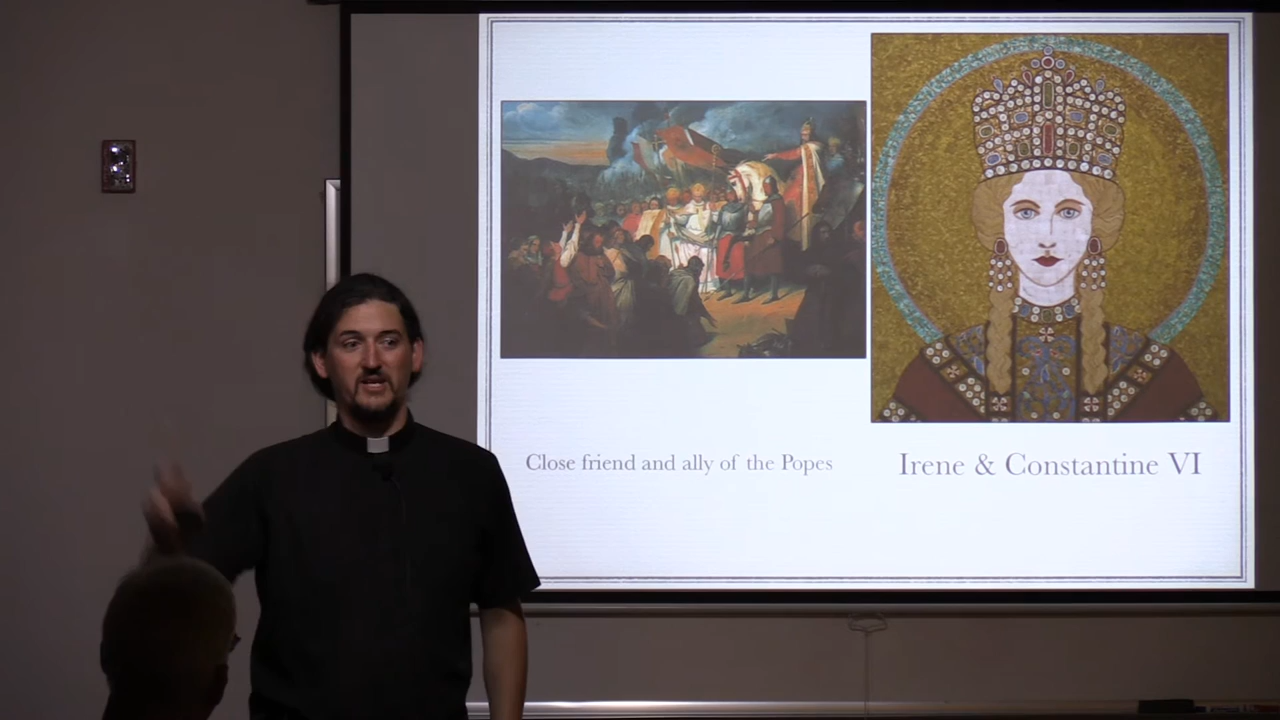 Close friend and ally of the Popes
Irene & Constantine VI